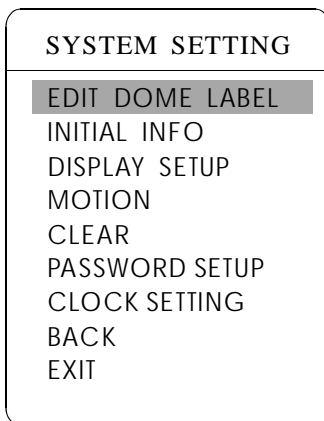 SYSTEM SETTING
EDIT DOME LABEL
INITIAL INFO
DISPLAY SETUP
MOTION
CLEAR
PASSWORD SETUP
CLOCK SETTING
BACK
EXIT